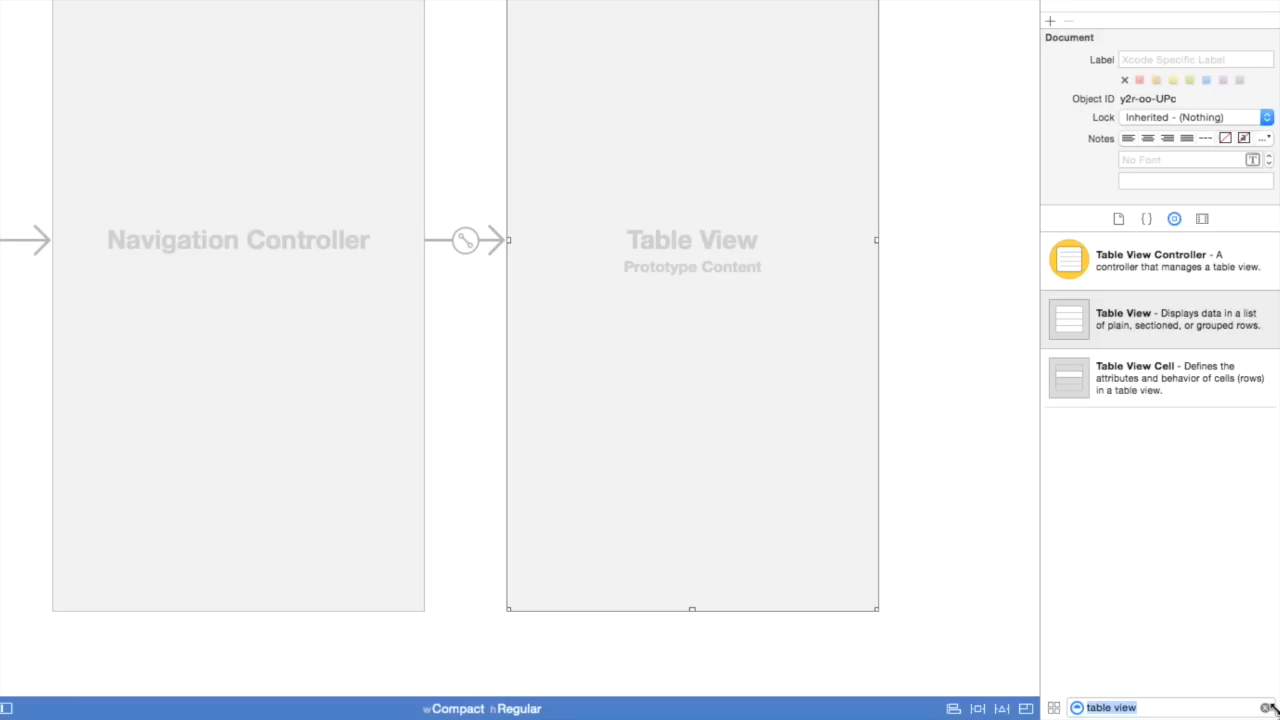 Document
Label Xcode Specific Label
Object ID y2r-oo-UPc
Lock Inherited - (Nothing)
Notes
No Font
Navigation Controller
Table View
Prototype Content
Table View Controller - A
controller that manages a table view.
Table View - Displays data in a list
of plain, sectioned, or grouped rows.
Table View Cell - Defines the
attributes and behavior of cells (rows)
in a table view.
wCompact hRegular
table view